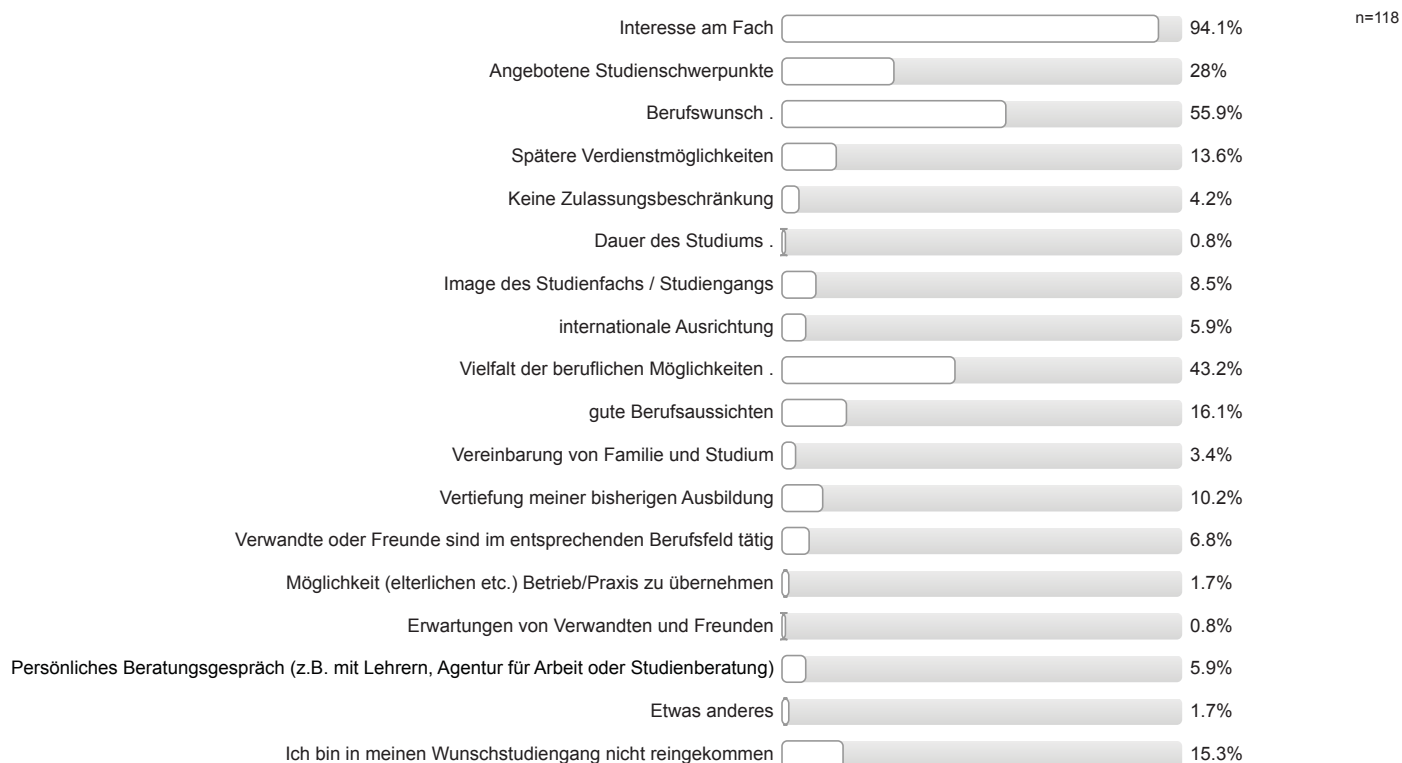 n=118
Interesse am Fach 94.1%
Angebotene Studienschwerpunkte 28%
Berufswunsch . 55.9%
Spätere Verdienstmöglichkeiten 13.6%
Keine Zulassungsbeschränkung 4.2%
Dauer des Studiums . 0.8%
Image des Studienfachs / Studiengangs 8.5%
internationale Ausrichtung 5.9%
Vielfalt der beruflichen Möglichkeiten . 43.2%
gute Berufsaussichten 16.1%
Vereinbarung von Familie und Studium 3.4%
Vertiefung meiner bisherigen Ausbildung 10.2%
Verwandte oder Freunde sind im entsprechenden Berufsfeld tätig 6.8%
Möglichkeit (elterlichen etc.) Betrieb/Praxis zu übernehmen 1.7%
Erwartungen von Verwandten und Freunden 0.8%
Persönliches Beratungsgespräch (z.B. mit Lehrern, Agentur für Arbeit oder Studienberatung) 5.9%
Etwas anderes 1.7%
Ich bin in meinen Wunschstudiengang nicht reingekommen 15.3%